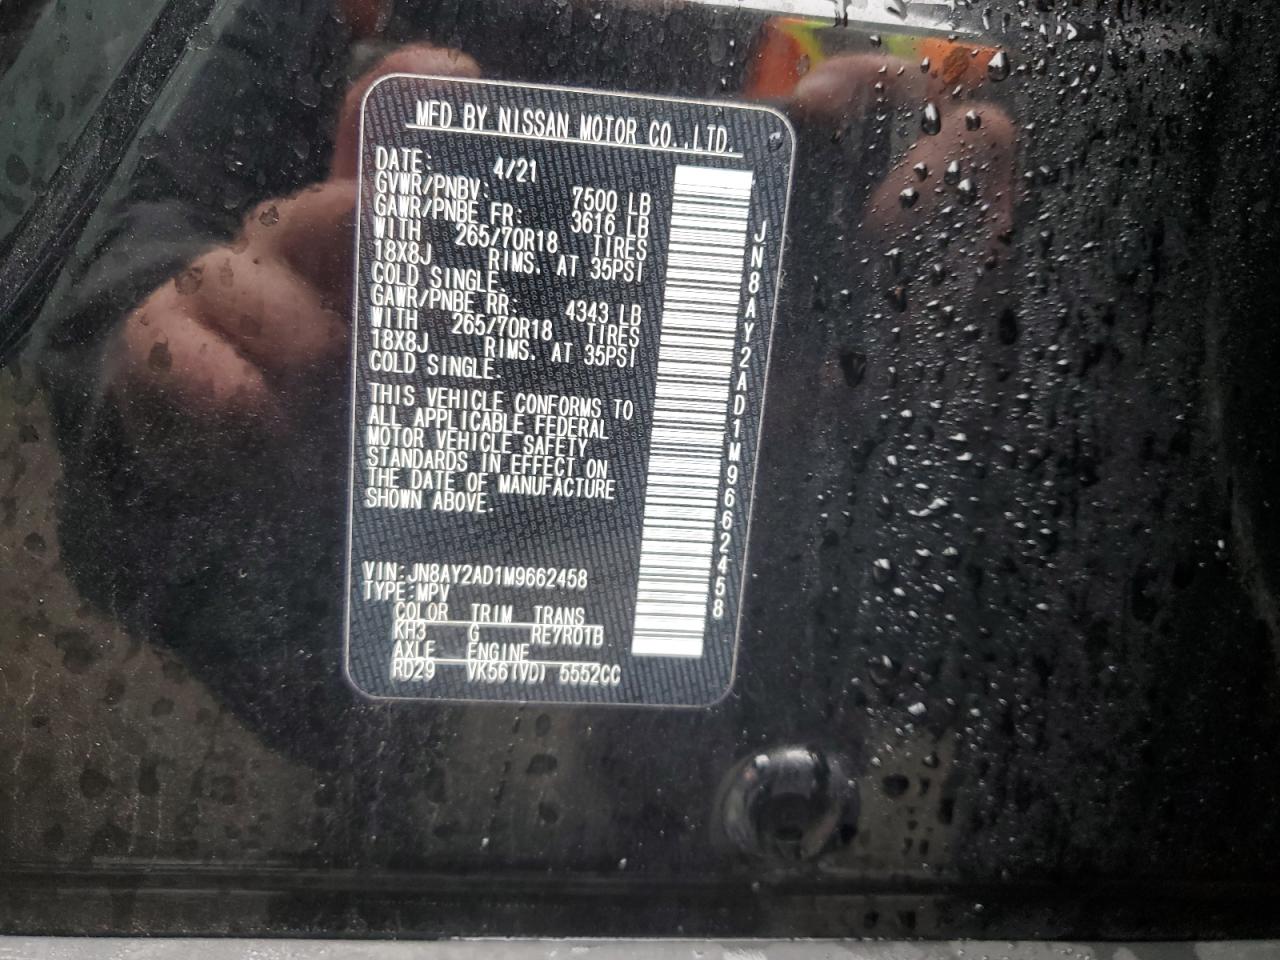 MFD BY NISSAN MOTOR CO.,LTD.
DATE: 4/21
GVWR/PNBV: 7500 LB
GAWR/PNBE FR: 3616 LB
WITH 265/70R18 TIRES
18X8J RIMS. AT 35PSI
COLD SINGLE.
GAWR/PNBE RR: 4343 LB
WITH 265/70R18 TIRES
18X8J RIMS. AT 35PSI
COLD SINGLE.
THIS VEHICLE CONFORMS TO
ALL APPLICABLE FEDERAL
MOTOR VEHICLE SAFETY
STANDARDS IN EFFECT ON
THE DATE OF MANUFACTURE
SHOWN ABOVE.
VIN:JN8AY2AD1M9662458
TYPE:MPV
COLOR TRIM TRANS
KH3 G RE7R01B
AXLE ENGINE
RD29 VK56(VD) 5552CC
JN8AY2AD1M9662458